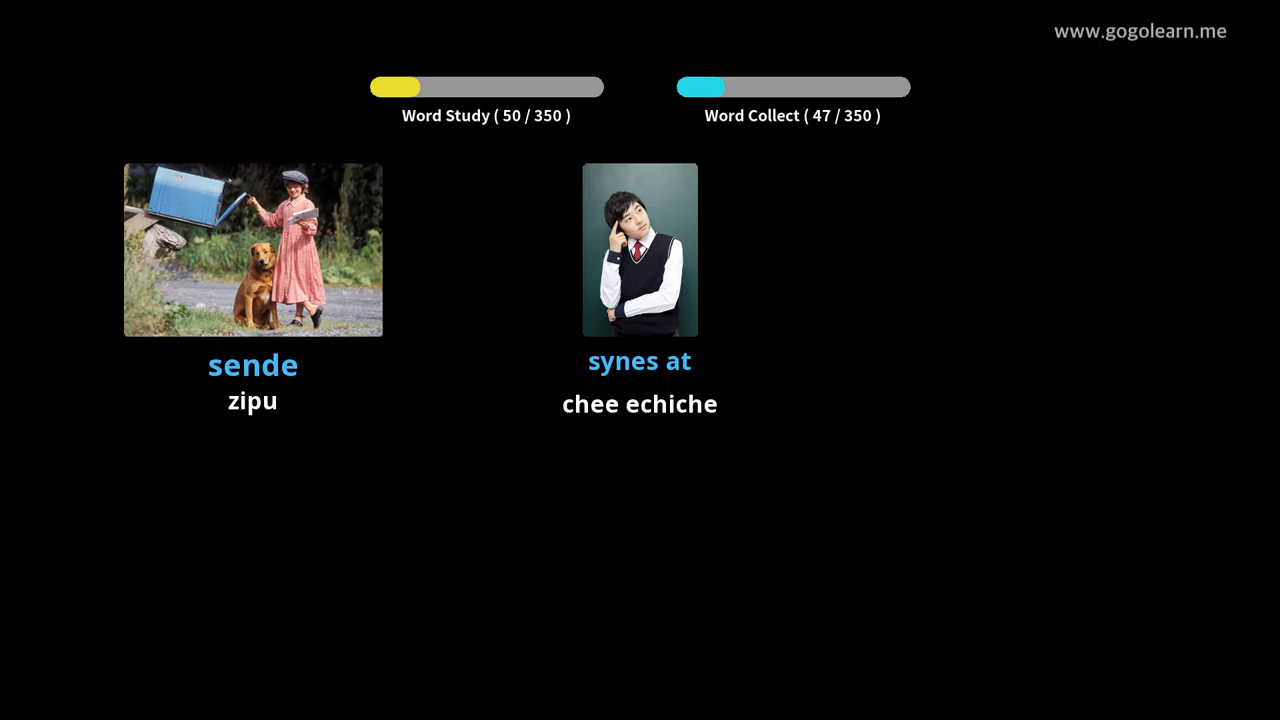 www.gogolearn.me
Word Study ( 50 / 350 )
Word Collect ( 47 / 350 )
sende
zipu
synes at
chee echiche